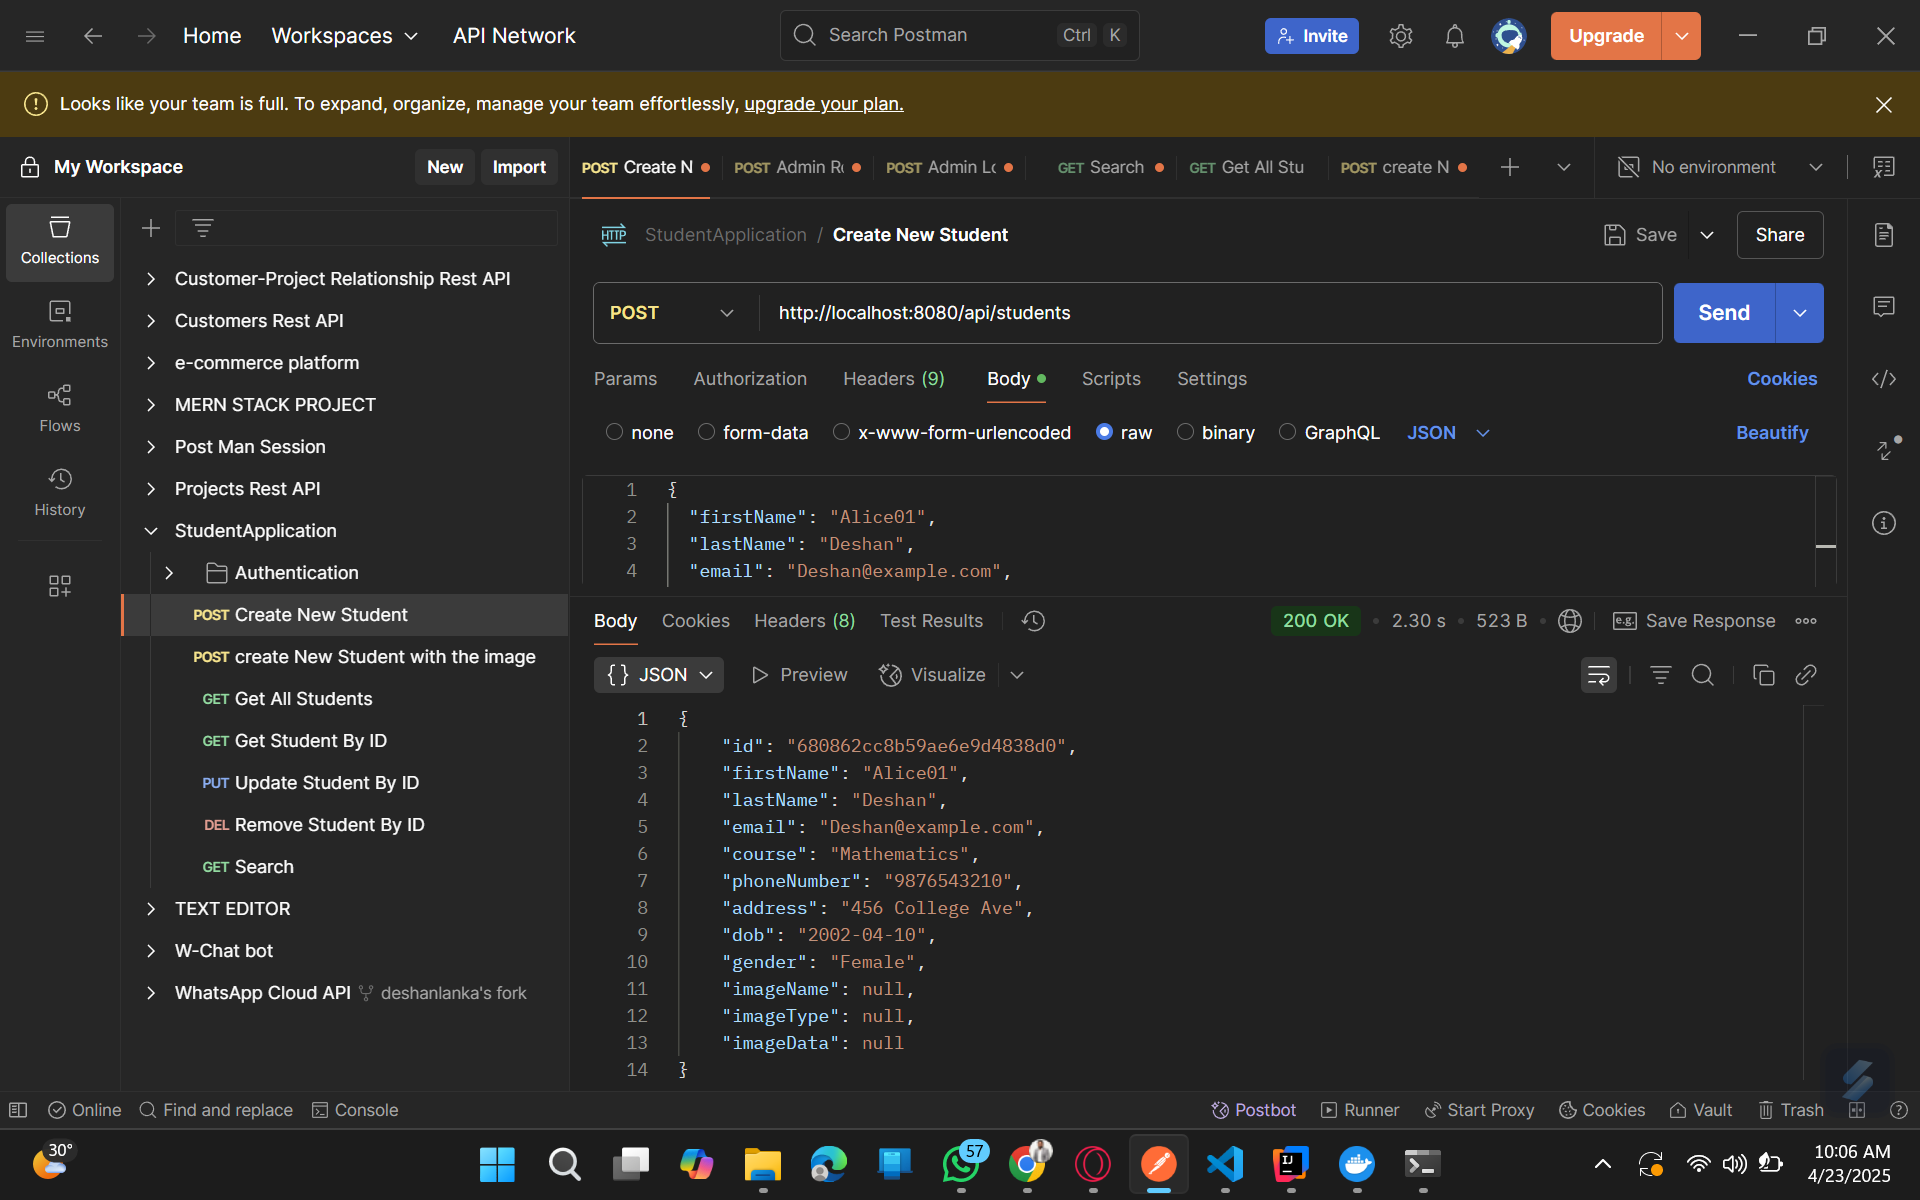 Home Workspaces API Network Search Postman Ctrl K Invite Upgrade
Looks like your team is full. To expand, organize, manage your team effortlessly, upgrade your plan.
My Workspace New Import
POST Create N POST Admin Re POST Admin Lo GET Search GET Get All Stu POST create N No environment
Collections
Environments
Flows
History
Customer-Project Relationship Rest API
Customers Rest API
e-commerce platform
MERN STACK PROJECT
Post Man Session
Projects Rest API
StudentApplication
Authentication
POST Create New Student
POST create New Student with the image
GET Get All Students
GET Get Student By ID
PUT Update Student By ID
DEL Remove Student By ID
GET Search
TEXT EDITOR
W-Chat bot
WhatsApp Cloud API deshanlanka's fork
HTTP StudentApplication / Create New Student Save Share
POST http://localhost:8080/api/students Send
Params Authorization Headers (9) Body Scripts Settings Cookies
none form-data x-www-form-urlencoded raw binary GraphQL JSON Beautify
1 {
2 "firstName": "Alice01",
3 "lastName": "Deshan",
4 "email": "Deshan@example.com",
Body Cookies Headers (8) Test Results 200 OK 2.30 s 523 B e.g. Save Response
{} JSON Preview Visualize
1 {
2 "id": "680862cc8b59ae6e9d4838d0",
3 "firstName": "Alice01",
4 "lastName": "Deshan",
5 "email": "Deshan@example.com",
6 "course": "Mathematics",
7 "phoneNumber": "9876543210",
8 "address": "456 College Ave",
9 "dob": "2002-04-10",
10 "gender": "Female",
11 "imageName": null,
12 "imageType": null,
13 "imageData": null
14 }
Online Find and replace Console Postbot Runner Start Proxy Cookies Vault Trash
30° 57 IJ 10:06 AM
4/23/2025